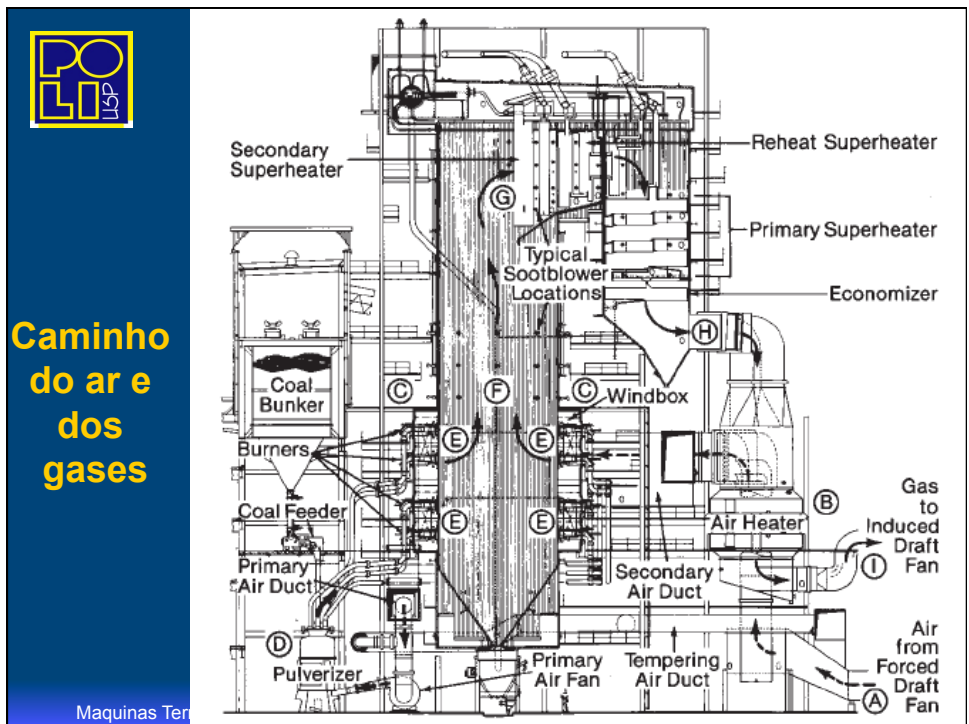 PO
LI
USP
Caminho
do ar e
dos
gases
Maquinas Ter
Secondary
Superheater
Reheat Superheater
G
Typical
Sootblower
Locations
Primary Superheater
Economizer
H
Coal
Bunker
C
F
C
Windbox
Burners
E
E
Coal Feeder
E
E
Air Heater
B
Gas
to
Induced
Draft
Fan
I
Primary
Air Duct
Secondary
Air Duct
D
Pulverizer
Primary
Air Fan
Tempering
Air Duct
Air
from
Forced
Draft
Fan
A